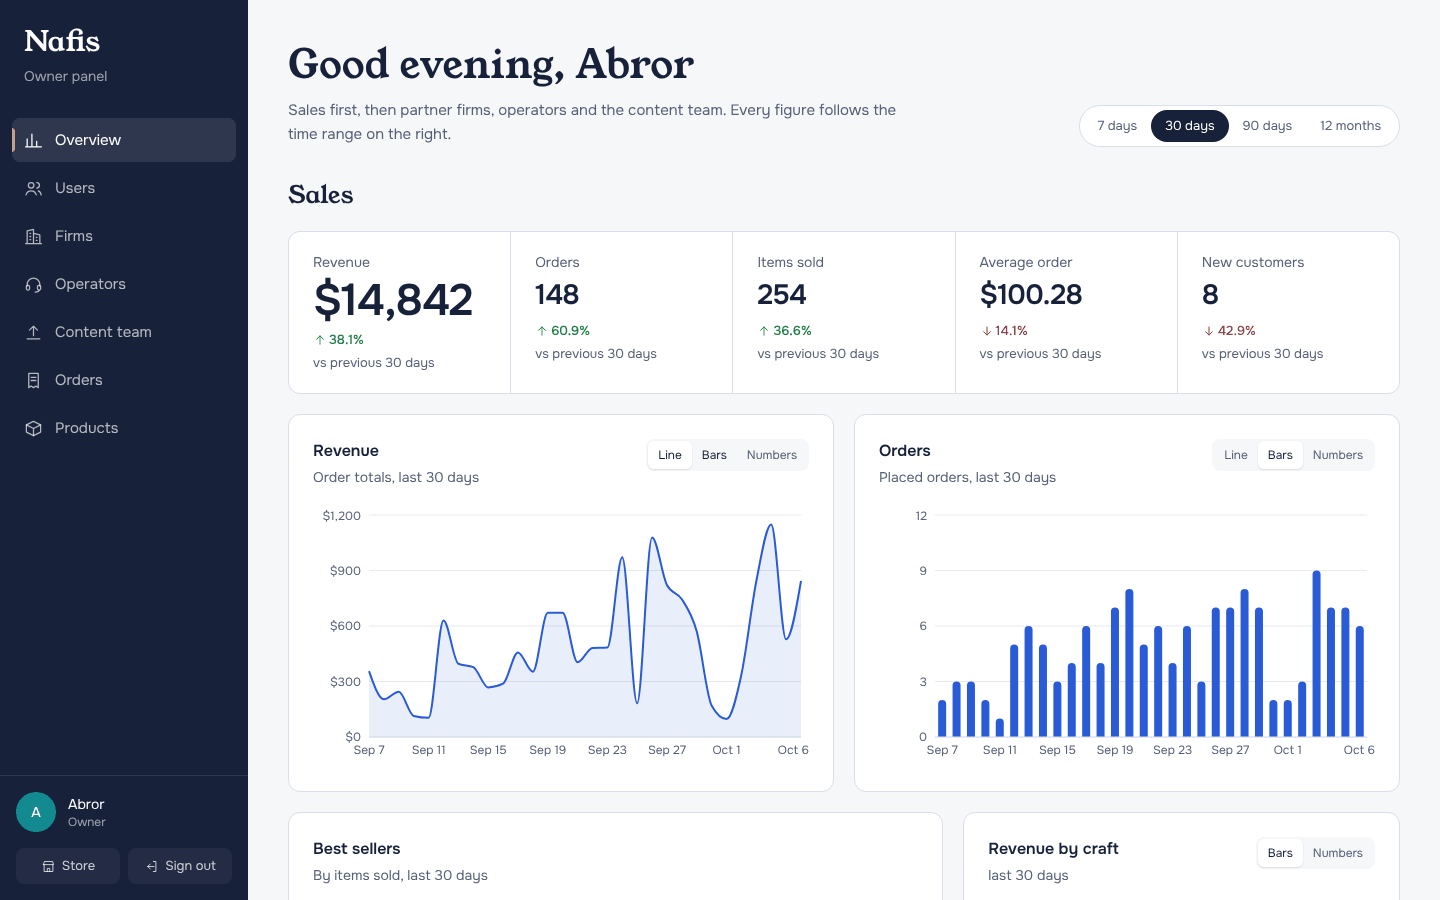 Nafis
Owner panel
Overview
Users
Firms
Operators
Content team
Orders
Products
A
Abror
Owner
Store
Sign out
Good evening, Abror
Sales first, then partner firms, operators and the content team. Every figure follows the
time range on the right.
7 days 30 days 90 days 12 months
Sales
Revenue
$14,842
↑ 38.1%
vs previous 30 days
Orders
148
↑ 60.9%
vs previous 30 days
Items sold
254
↑ 36.6%
vs previous 30 days
Average order
$100.28
↓ 14.1%
vs previous 30 days
New customers
8
↓ 42.9%
vs previous 30 days
Revenue
Line Bars Numbers
Order totals, last 30 days
$1,200
$900
$600
$300
$0
Sep 7 Sep 11 Sep 15 Sep 19 Sep 23 Sep 27 Oct 1 Oct 6
Orders
Line Bars Numbers
Placed orders, last 30 days
12
9
6
3
0
Sep 7 Sep 11 Sep 15 Sep 19 Sep 23 Sep 27 Oct 1 Oct 6
Best sellers
By items sold, last 30 days
Revenue by craft
Bars Numbers
last 30 days